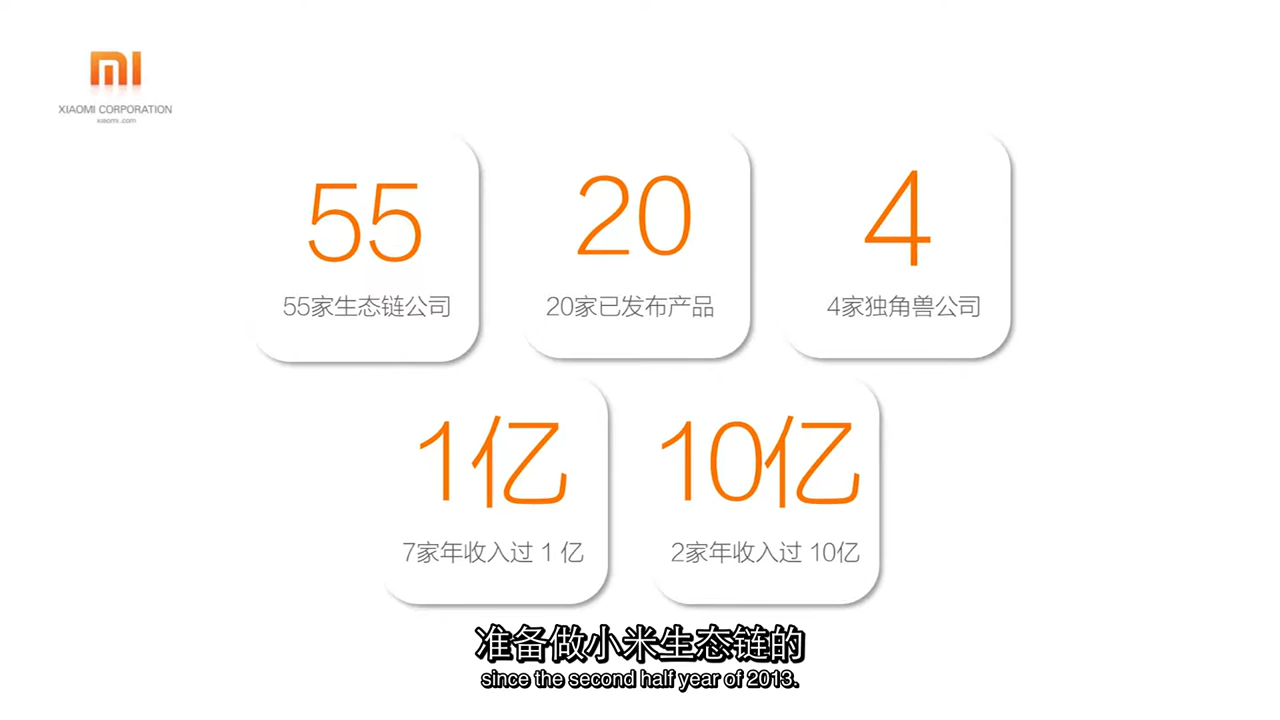 mi
XIAOMI CORPORATION
xiaomi.com
55
55家生态链公司
20
20家已发布产品
4
4家独角兽公司
1亿
7家年收入过 1 亿
10亿
2家年收入过 10亿
准备做小米生态链的
since the second half year of 2013.